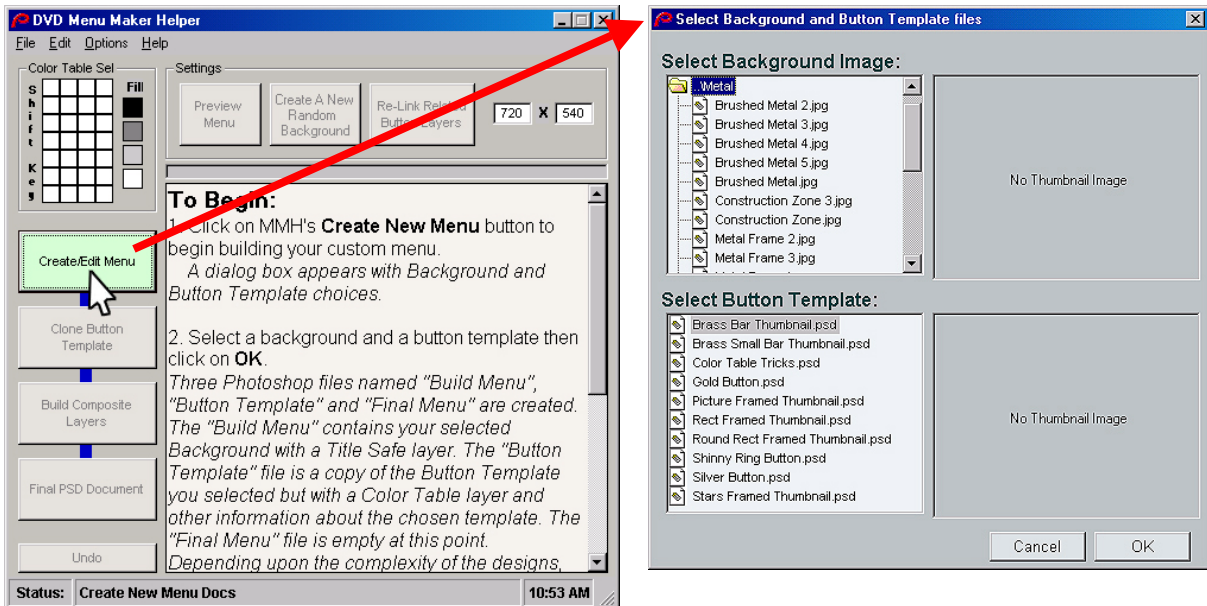 DVD Menu Maker Helper
File Edit Options Help
Color Table Sel
Shift Key
Fill
Settings
Preview
Menu
Create A New
Random
Background
Re-Link Related
Button Layers
720 X 540
Create/Edit Menu
Clone Button
Template
Build Composite
Layers
Final PSD Document
Undo
To Begin:
1. Click on MMH's Create New Menu button to
begin building your custom menu.
A dialog box appears with Background and
Button Template choices.
2. Select a background and a button template then
click on OK.
Three Photoshop files named "Build Menu",
"Button Template" and "Final Menu" are created.
The "Build Menu" contains your selected
Background with a Title Safe layer. The "Button
Template" file is a copy of the Button Template
you selected but with a Color Table layer and
other information about the chosen template. The
"Final Menu" file is empty at this point.
Depending upon the complexity of the designs,
Status: Create New Menu Docs 10:53 AM
Select Background and Button Template files
Select Background Image:
..\Metal
Brushed Metal 2.jpg
Brushed Metal 3.jpg
Brushed Metal 4.jpg
Brushed Metal 5.jpg
Brushed Metal.jpg
Construction Zone 3.jpg
Construction Zone.jpg
Metal Frame 2.jpg
Metal Frame 3.jpg
No Thumbnail Image
Select Button Template:
Brass Bar Thumbnail.psd
Brass Small Bar Thumbnail.psd
Color Table Tricks.psd
Gold Button.psd
Picture Framed Thumbnail.psd
Rect Framed Thumbnail.psd
Round Rect Framed Thumbnail.psd
Shinny Ring Button.psd
Silver Button.psd
Stars Framed Thumbnail.psd
No Thumbnail Image
Cancel
OK